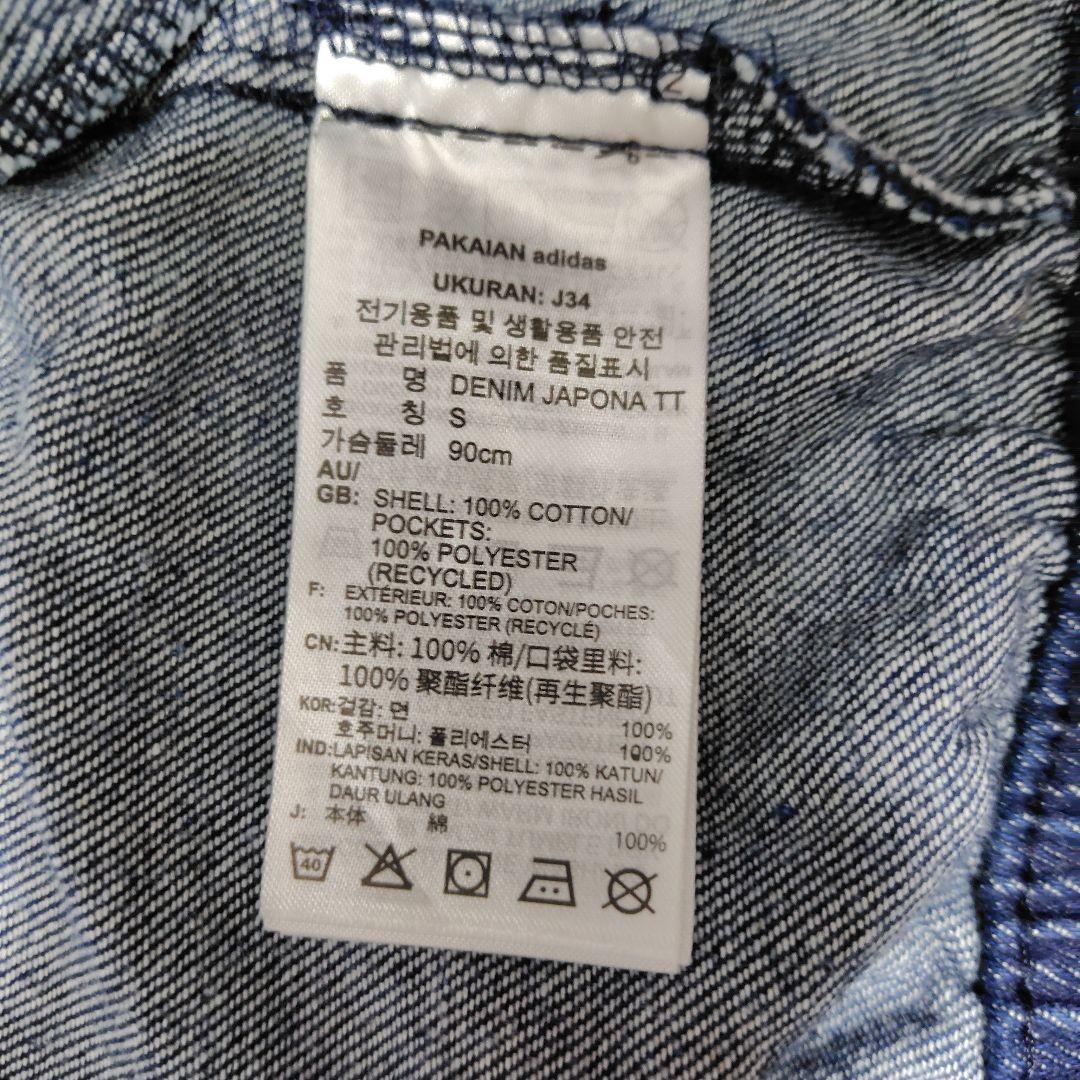 2
PAKAIAN adidas
UKURAN: J34
전기용품 및 생활용품 안전
관리법에 의한 품질표시
품 명 DENIM JAPONA TT
호 칭 S
가슴둘레 90cm
AU/
GB: SHELL: 100% COTTON/
POCKETS:
100% POLYESTER
(RECYCLED)
F: EXTÉRIEUR: 100% COTON/POCHES:
100% POLYESTER (RECYCLÉ)
CN: 主料: 100% 棉/口袋里料:
100% 聚酯纤维(再生聚酯)
KOR: 겉감: 면 100%
호주머니: 폴리에스터 100%
IND: LAPISAN KERAS/SHELL: 100% KATUN/
KANTUNG: 100% POLYESTER HASIL
DAUR ULANG
J: 本体 綿 100%
40